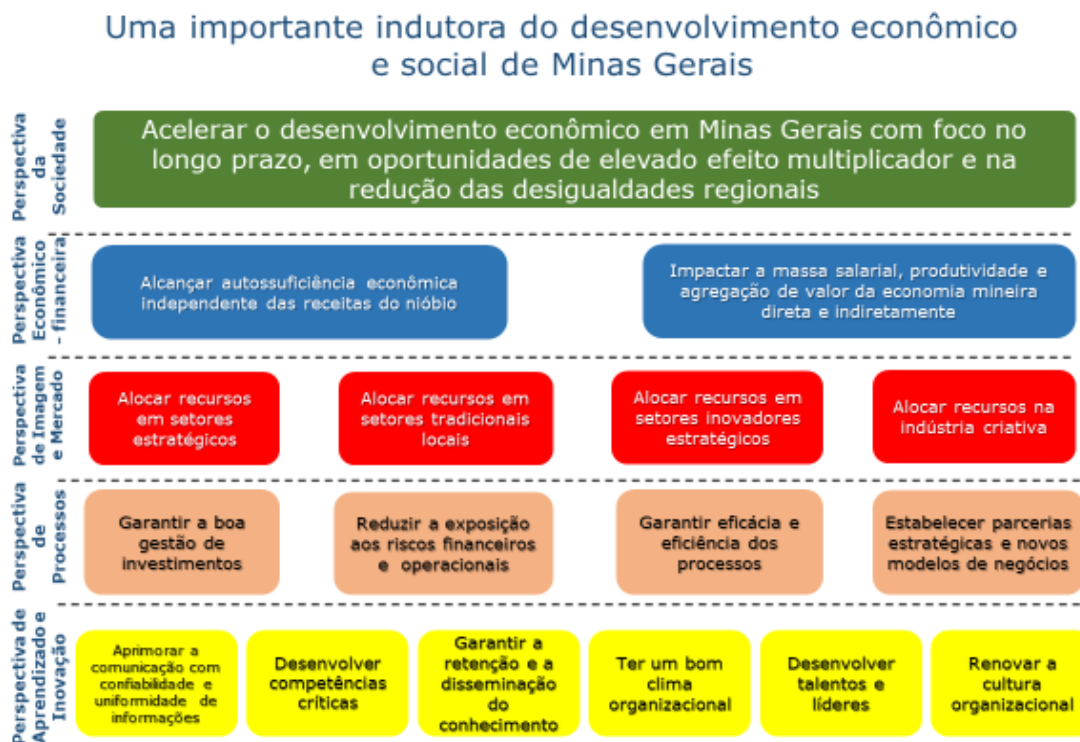 Uma importante indutora do desenvolvimento econômico
e social de Minas Gerais
Perspectiva
da
Sociedade
Acelerar o desenvolvimento econômico em Minas Gerais com foco no
longo prazo, em oportunidades de elevado efeito multiplicador e na
redução das desigualdades regionais
Perspectiva
Econômico
- financeira
Alcançar autossuficiência econômica
independente das receitas do nióbio
Impactar a massa salarial, produtividade e
agregação de valor da economia mineira
direta e indiretamente
Perspectiva
de Imagem
e Mercado
Alocar recursos
em setores
estratégicos
Alocar recursos em
setores tradicionais
locais
Alocar recursos em
setores inovadores
estratégicos
Alocar recursos na
indústria criativa
Perspectiva
de
Processos
Garantir a boa
gestão de
investimentos
Reduzir a exposição
aos riscos financeiros
e operacionais
Garantir eficácia e
eficiência dos
processos
Estabelecer parcerias
estratégicas e novos
modelos de negócios
Perspectiva de
Aprendizado e
Inovação
Aprimorar a
comunicação com
confiabilidade e
uniformidade de
informações
Desenvolver
competências
críticas
Garantir a
retenção e a
disseminação
do
conhecimento
Ter um bom
clima
organizacional
Desenvolver
talentos e
líderes
Renovar a
cultura
organizacional